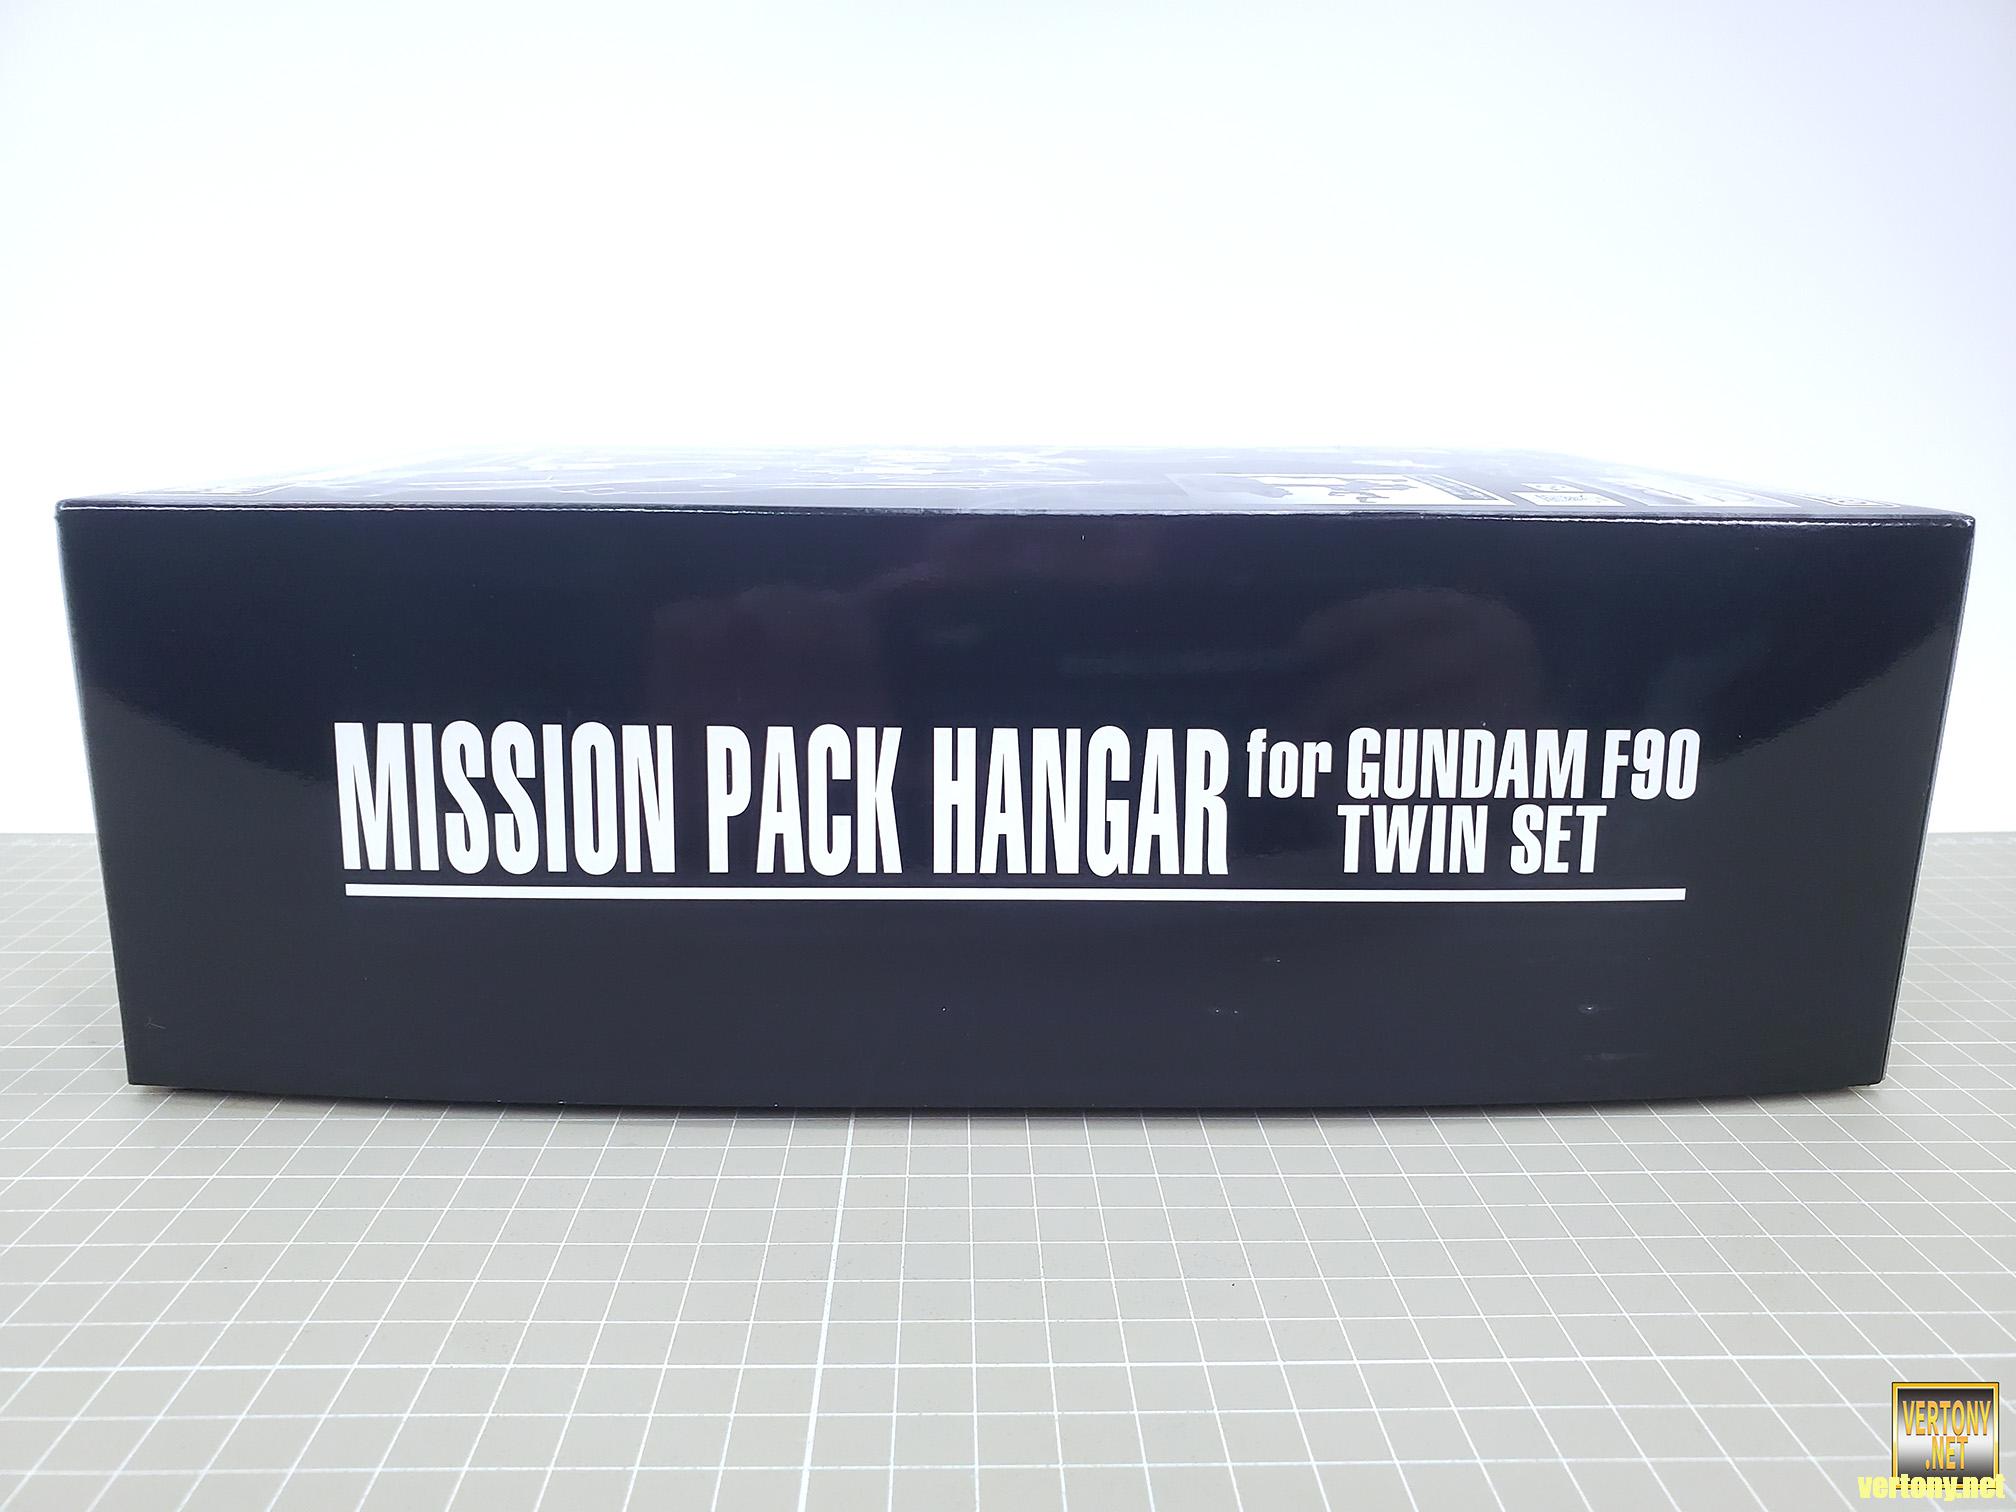 MISSION PACK HANGAR for GUNDAM F90
TWIN SET
VERTONY
.NET
vertony.net